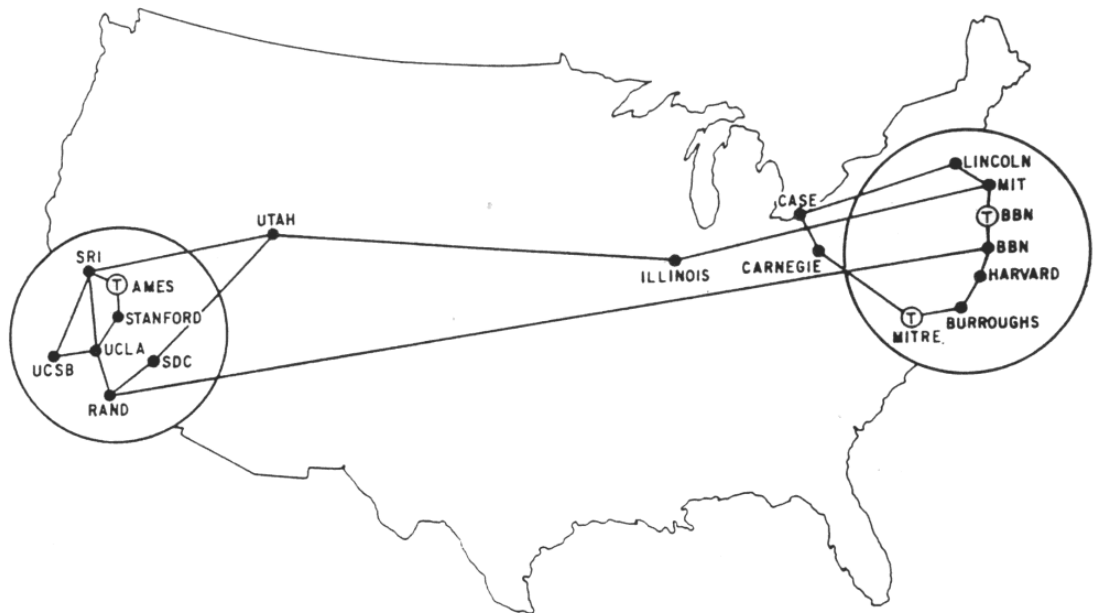 LINCOLN
MIT
CASE
T BBN
UTAH
BBN
SRI
ILLINOIS
CARNEGIE
HARVARD
T AMES
STANFORD
BURROUGHS
T
MITRE
UCLA
SDC
UCSB
RAND